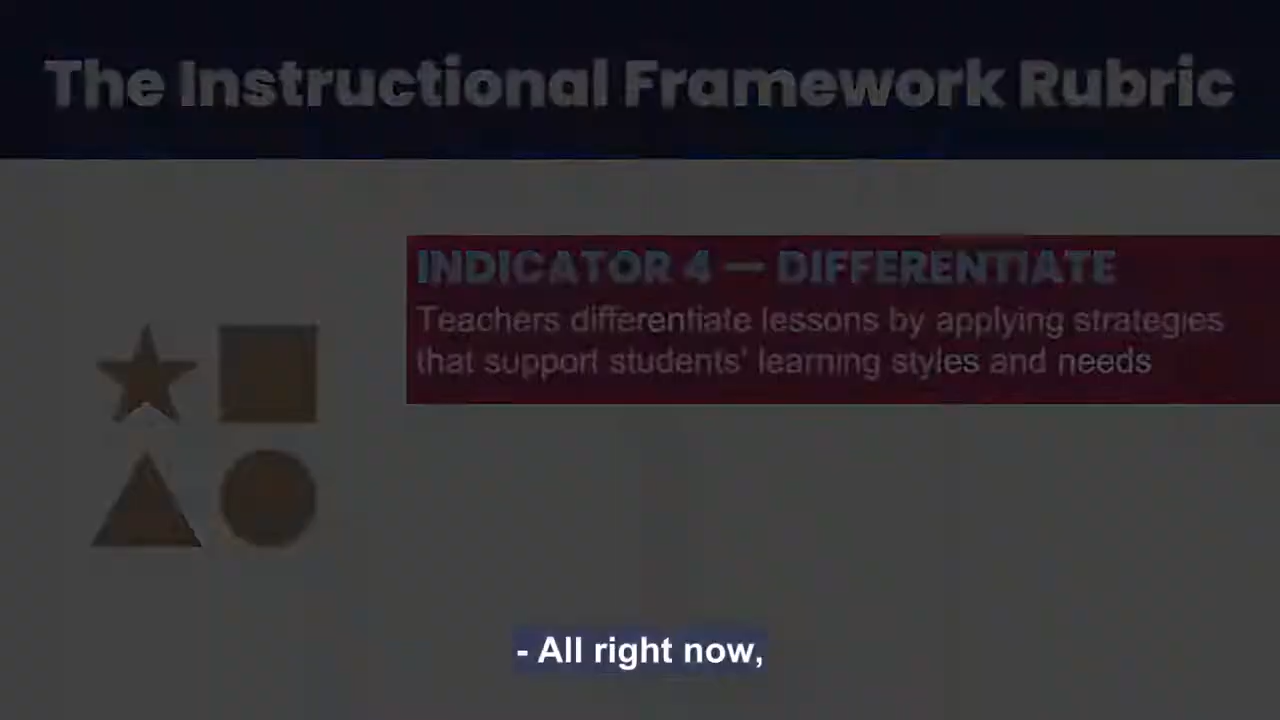 The Instructional Framework Rubric
INDICATOR 4 — DIFFERENTIATE
Teachers differentiate lessons by applying strategies
that support students' learning styles and needs
- All right now,